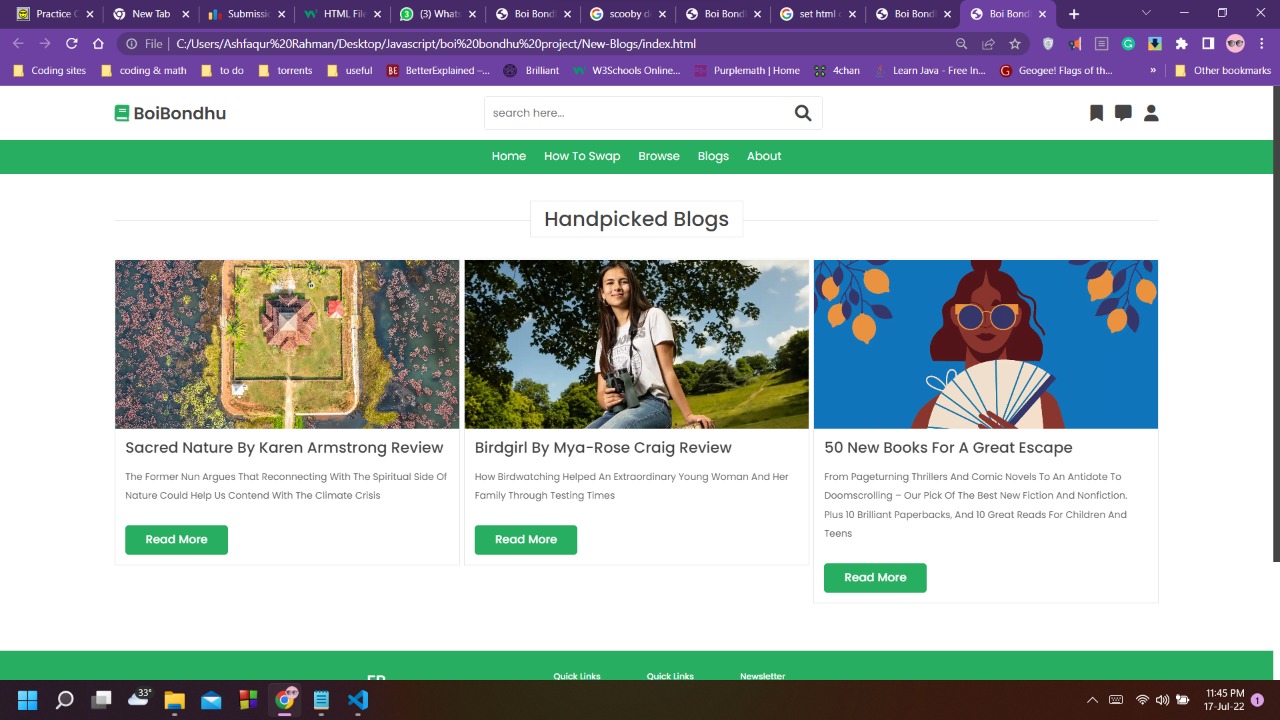 Practice C
New Tab
Submissio
HTML File
(3) Whats
Boi Bondh
scooby d
Boi Bondh
set html e
Boi Bondh
Boi Bondh
File
C:/Users/Ashfaqur%20Rahman/Desktop/Javascript/boi%20bondhu%20project/New-Blogs/index.html
Coding sites
coding & math
to do
torrents
useful
BetterExplained –...
Brilliant
W3Schools Online...
Purplemath | Home
4chan
Learn Java - Free In...
Geogee! Flags of th...
»
Other bookmarks
BoiBondhu
search here...
Home How To Swap Browse Blogs About
Handpicked Blogs
Sacred Nature By Karen Armstrong Review
The Former Nun Argues That Reconnecting With The Spiritual Side Of
Nature Could Help Us Contend With The Climate Crisis
Read More
Birdgirl By Mya-Rose Craig Review
How Birdwatching Helped An Extraordinary Young Woman And Her
Family Through Testing Times
Read More
50 New Books For A Great Escape
From Pageturning Thrillers And Comic Novels To An Antidote To
Doomscrolling – Our Pick Of The Best New Fiction And Nonfiction.
Plus 10 Brilliant Paperbacks, And 10 Great Reads For Children And
Teens
Read More
Quick Links
Quick Links
Newsletter
33°
11:45 PM
17-Jul-22
1